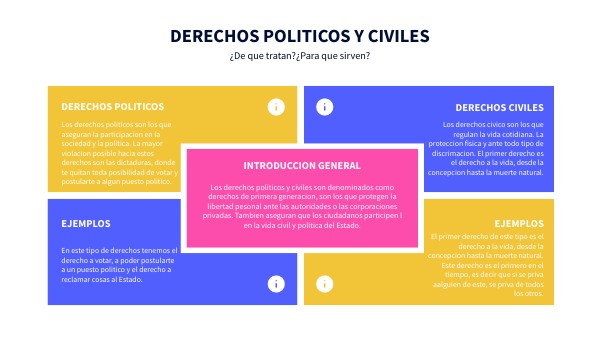 DERECHOS POLITICOS Y CIVILES
¿De que tratan?¿Para que sirven?
DERECHOS POLITICOS
Los derechos politicos son los que
aseguran la participacion en la
sociedad y la politica. La mayor
violacion posible hacia estos
derechos son las dictaduras, donde
te quitan toda posibilidad de votar y
postularte a algun puesto politico.
DERECHOS CIVILES
Los derechos civico son los que
regulan la vida cotidiana. La
proteccion fisica y ante todo tipo de
discrimacion. El primer derecho es
el derecho a la vida, desde la
concepcion hasta la muerte natural.
INTRODUCCION GENERAL
Los derechos politicos y civiles son denominados como
derechos de primera generacion, son los que protegen la
libertad pesonal ante las autoridades o las corporaciones
privadas. Tambien aseguran que los ciudadanos participen l
en la vida civil y politica del Estado.
EJEMPLOS
En este tipo de derechos tenemos el
derecho a votar, a poder postularte
a un puesto politico y el derecho a
reclamar cosas al Estado.
EJEMPLOS
El primer derecho de este tipo es el
derecho a la vida, desde la
concepcion hasta la muerte natural.
Este derecho es el primero en el
tiempo, es decir que si se priva
aalguien de este, se priva de todos
los otros.